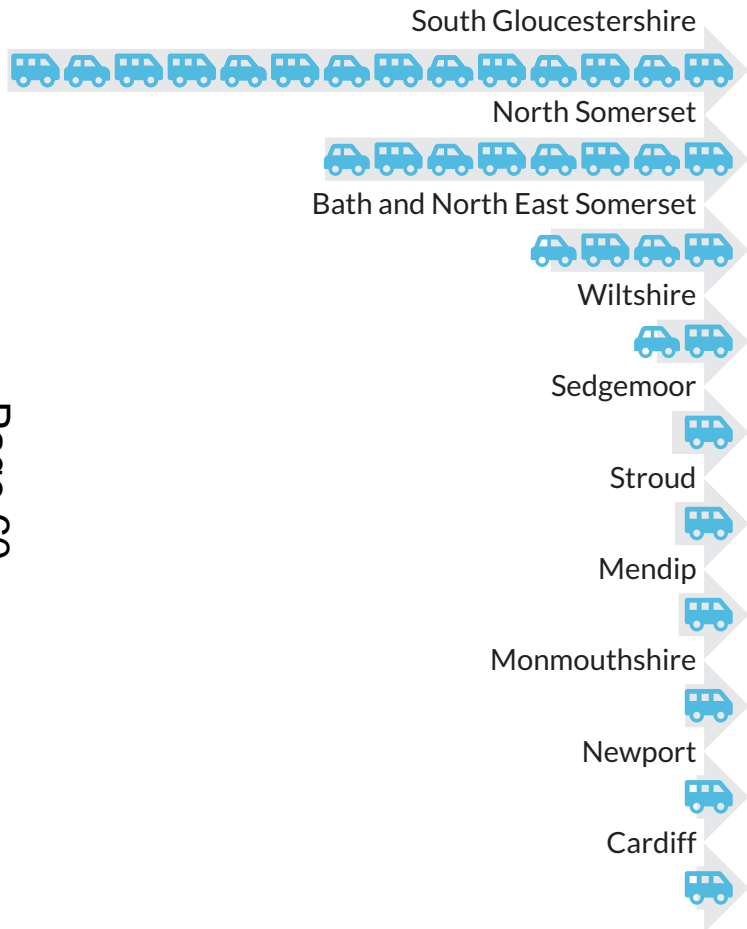 South Gloucestershire
North Somerset
Bath and North East Somerset
Wiltshire
Sedgemoor
Stroud
Mendip
Monmouthshire
Newport
Cardiff